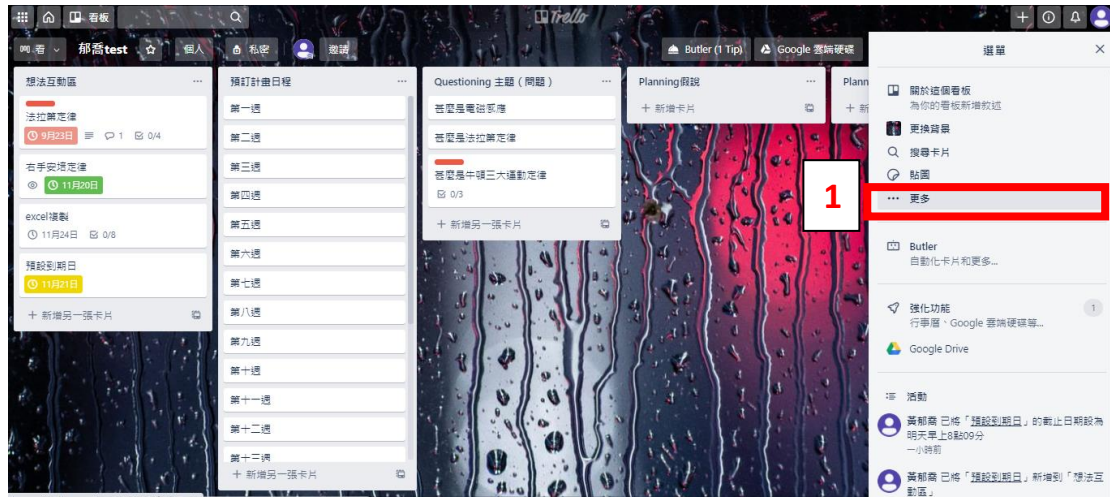 看板
Trello
看
郁喬test
個人
私密
邀請
Butler (1 Tip)
Google 雲端硬碟
想法互動區
法拉第定律
9月23日 1 0/4
右手安培定律
11月20日
excel複製
11月24日 0/8
預設到期日
11月21日
+ 新增另一張卡片
預訂計畫日程
第一週
第二週
第三週
第四週
第五週
第六週
第七週
第八週
第九週
第十週
第十一週
第十二週
第十三週
+ 新增另一張卡片
Questioning 主題(問題)
甚麼是電磁感應
甚麼是法拉第定律
甚麼是牛頓三大運動定律
0/3
+ 新增另一張卡片
Planning假說
+ 新增卡片
Plann
+ 新
1
選單
關於這個看板
為你的看板新增敘述
更換背景
搜尋卡片
貼圖
更多
Butler
自動化卡片和更多...
強化功能 1
行事曆、Google 雲端硬碟等...
Google Drive
活動
黃郁喬 已將「預設到期日」的截止日期設為
明天早上8點09分
一小時前
黃郁喬 已將「預設到期日」新增到「想法互
動區」